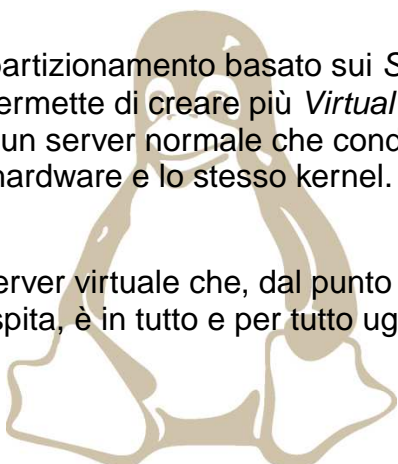 partizionamento basato sui S
ermette di creare più Virtual
un server normale che cond
hardware e lo stesso kernel.
erver virtuale che, dal punto
spita, è in tutto e per tutto ug